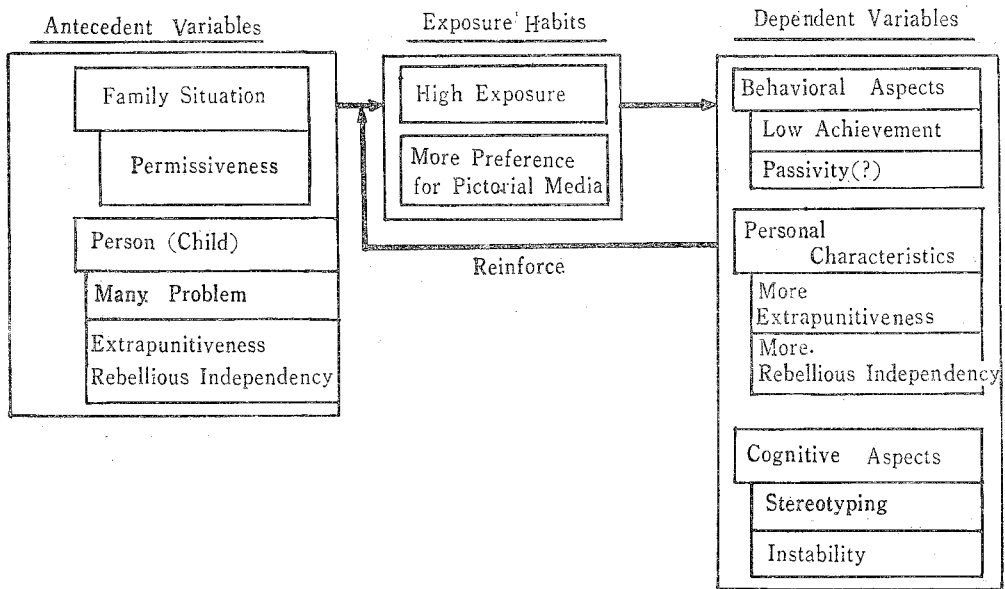 Antecedent Variables
Family Situation
Permissiveness
Person (Child)
Many Problem
Extrapunitiveness
Rebellious Independency
Exposure Habits
High Exposure
More Preference
for Pictorial Media
Reinforce
Dependent Variables
Behavioral Aspects
Low Achievement
Passivity(?)
Personal
Characteristics
More
Extrapunitiveness
More
Rebellious Independency
Cognitive Aspects
Stereotyping
Instability